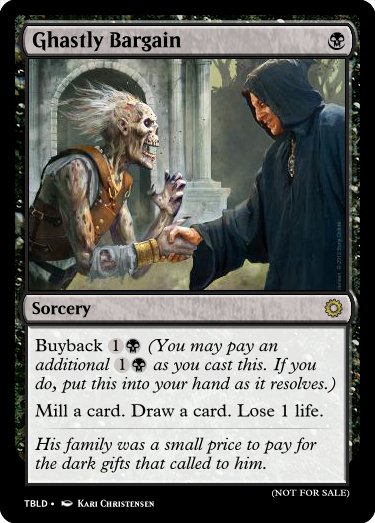 Ghastly Bargain
Sorcery
Buyback 1 (You may pay an
additional 1 as you cast this. If you
do, put this into your hand as it resolves.)
Mill a card. Draw a card. Lose 1 life.
His family was a small price to pay for
the dark gifts that called to him.
(NOT FOR SALE)
TBLD • Kari Christensen